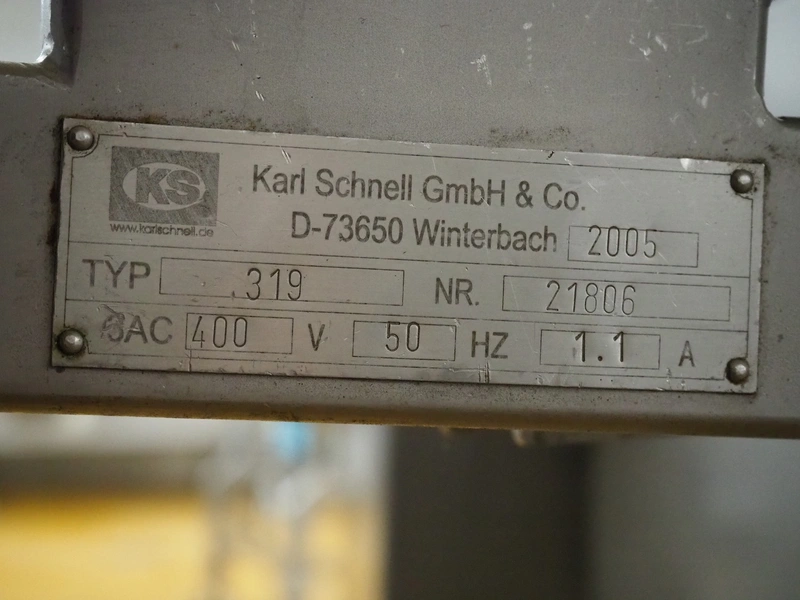 KS
www.karlschnell.de
Karl Schnell GmbH & Co.
D-73650 Winterbach 2005
TYP 319 NR. 21806
3AC 400 V 50 HZ 1.1 A